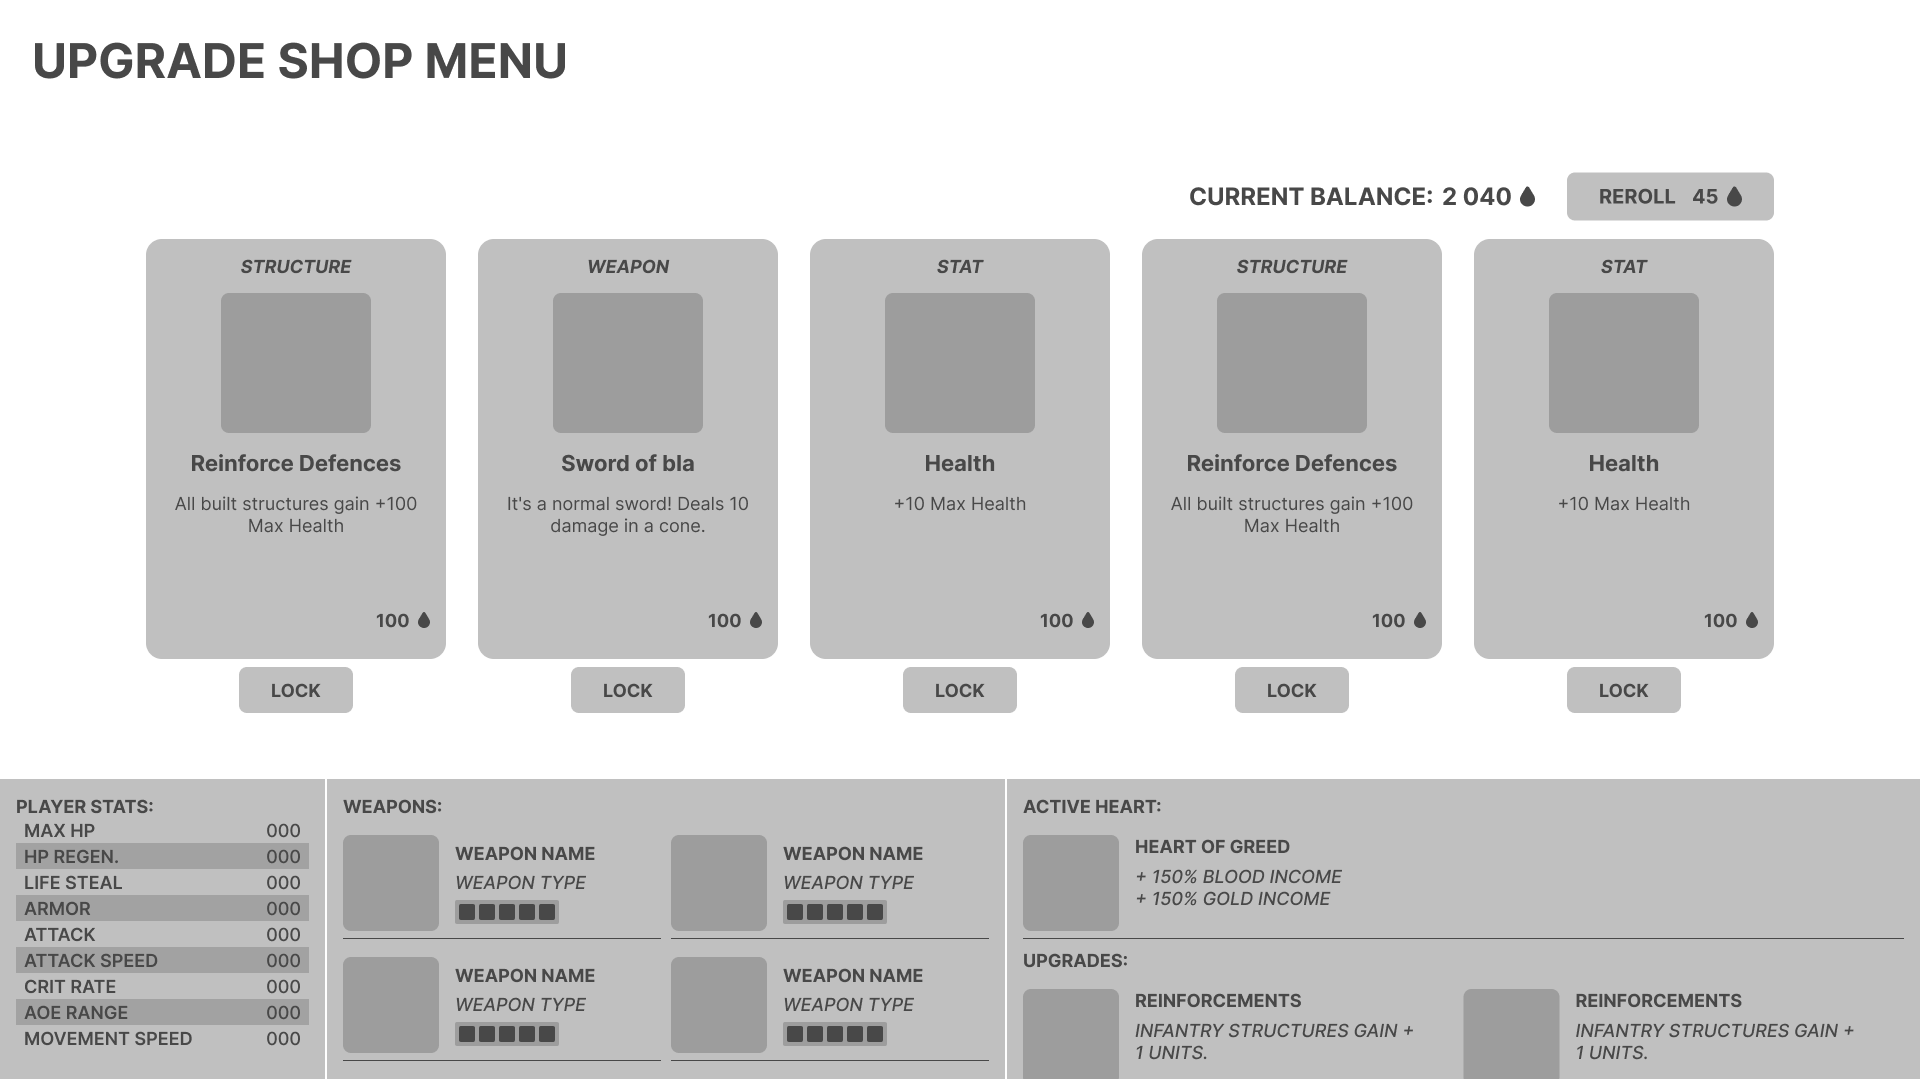 UPGRADE SHOP MENU
CURRENT BALANCE: 2 040
REROLL 45
STRUCTURE
Reinforce Defences
All built structures gain +100
Max Health
100
LOCK
WEAPON
Sword of bla
It's a normal sword! Deals 10
damage in a cone.
100
LOCK
STAT
Health
+10 Max Health
100
LOCK
STRUCTURE
Reinforce Defences
All built structures gain +100
Max Health
100
LOCK
STAT
Health
+10 Max Health
100
LOCK
PLAYER STATS:
MAX HP 000
HP REGEN. 000
LIFE STEAL 000
ARMOR 000
ATTACK 000
ATTACK SPEED 000
CRIT RATE 000
AOE RANGE 000
MOVEMENT SPEED 000
WEAPONS:
WEAPON NAME
WEAPON TYPE
WEAPON NAME
WEAPON TYPE
WEAPON NAME
WEAPON TYPE
WEAPON NAME
WEAPON TYPE
ACTIVE HEART:
HEART OF GREED
+ 150% BLOOD INCOME
+ 150% GOLD INCOME
UPGRADES:
REINFORCEMENTS
INFANTRY STRUCTURES GAIN +
1 UNITS.
REINFORCEMENTS
INFANTRY STRUCTURES GAIN +
1 UNITS.